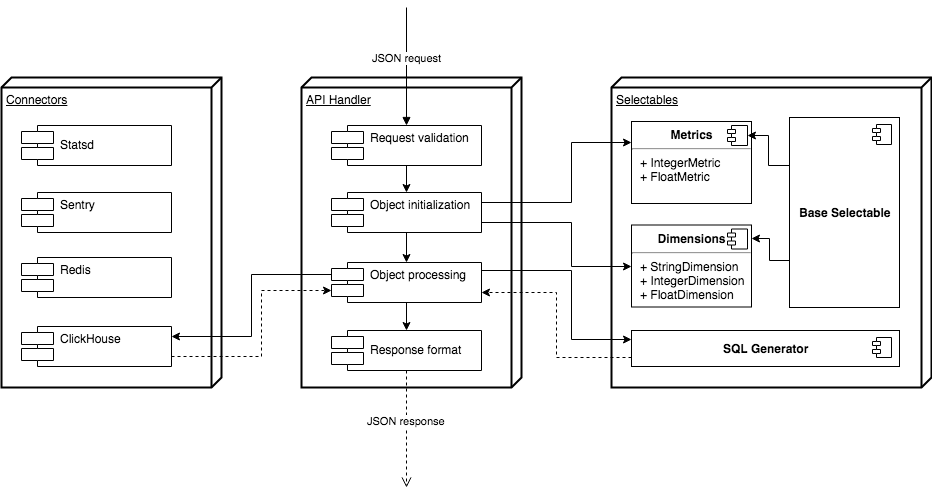 JSON request
Connectors
Statsd
Sentry
Redis
ClickHouse
API Handler
Request validation
Object initialization
Object processing
Response format
JSON response
Selectables
Metrics
+ IntegerMetric
+ FloatMetric
Dimensions
+ StringDimension
+ IntegerDimension
+ FloatDimension
Base Selectable
SQL Generator